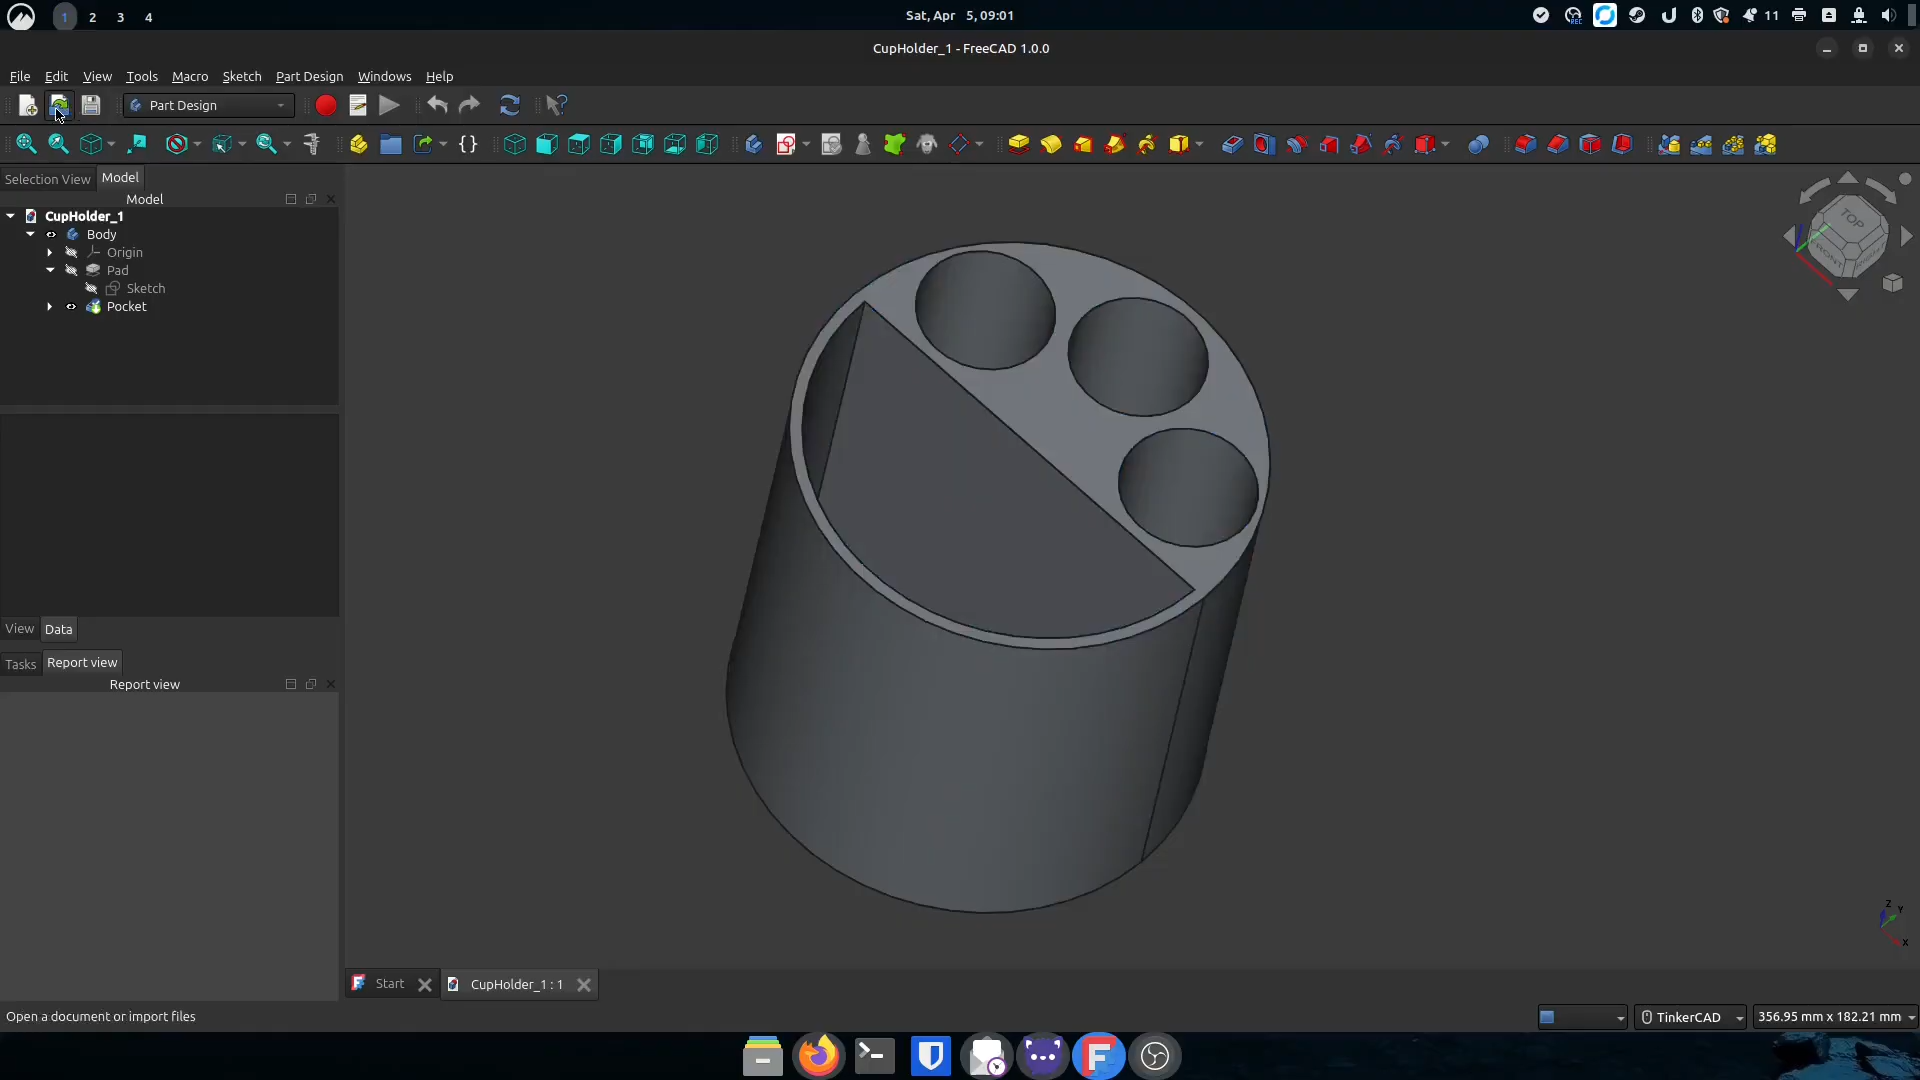 1 2 3 4
Sat, Apr 5, 09:01
11
CupHolder_1 - FreeCAD 1.0.0
File Edit View Tools Macro Sketch Part Design Windows Help
Part Design
Selection View Model
Model
CupHolder_1
Body
Origin
Pad
Sketch
Pocket
View Data
Tasks Report view
Report view
TOP
FRONT
Z
Y
X
Start
CupHolder_1 : 1
Open a document or import files
TinkerCAD
356.95 mm x 182.21 mm